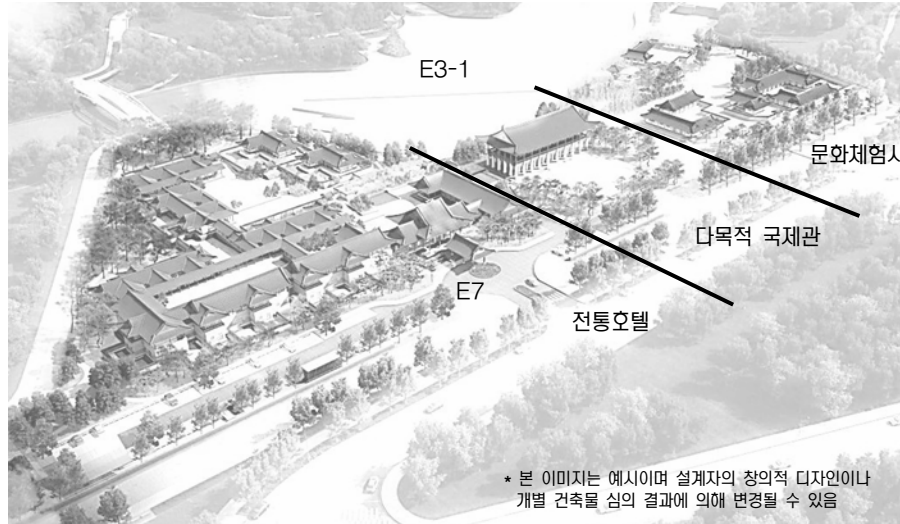 E3-1
문화체험시
다목적 국제관
E7
전통호텔
* 본 이미지는 예시이며 설계자의 창의적 디자인이나
개별 건축물 심의 결과에 의해 변경될 수 있음